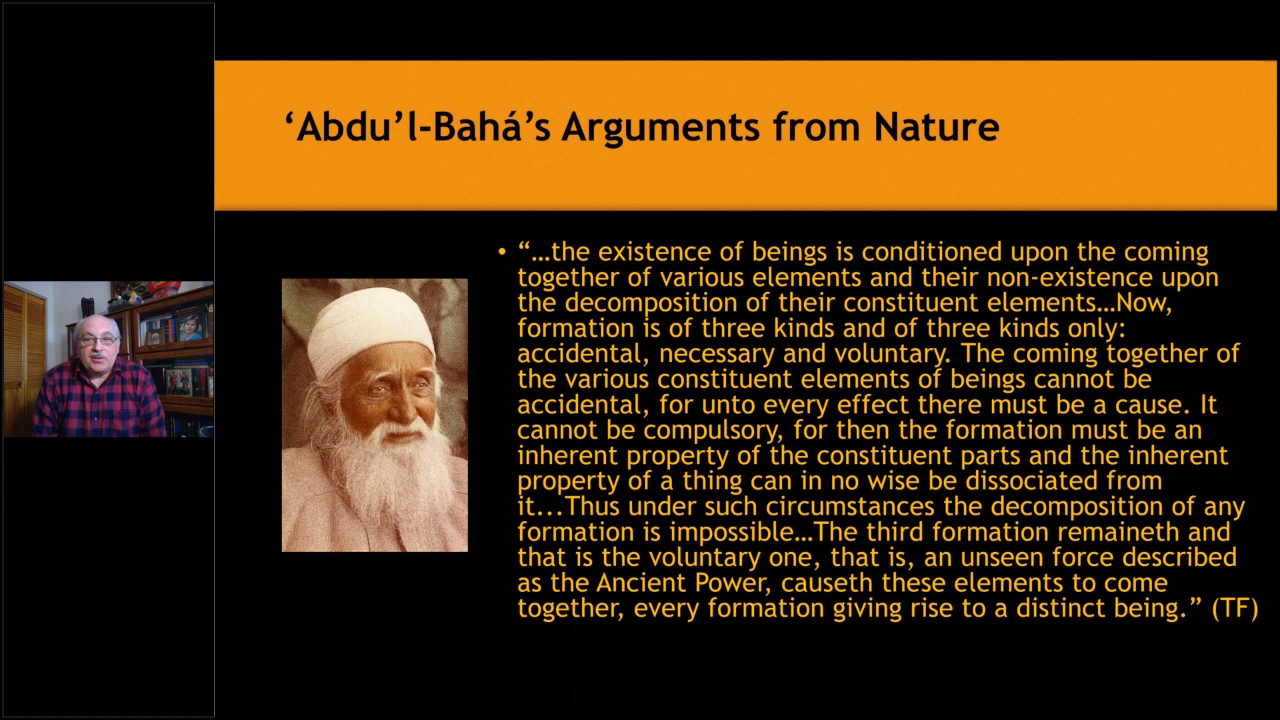 ‘Abdu’l-Bahá’s Arguments from Nature
• “…the existence of beings is conditioned upon the coming
together of various elements and their non-existence upon
the decomposition of their constituent elements…Now,
formation is of three kinds and of three kinds only:
accidental, necessary and voluntary. The coming together of
the various constituent elements of beings cannot be
accidental, for unto every effect there must be a cause. It
cannot be compulsory, for then the formation must be an
inherent property of the constituent parts and the inherent
property of a thing can in no wise be dissociated from
it...Thus under such circumstances the decomposition of any
formation is impossible…The third formation remaineth and
that is the voluntary one, that is, an unseen force described
as the Ancient Power, causeth these elements to come
together, every formation giving rise to a distinct being.” (TF)